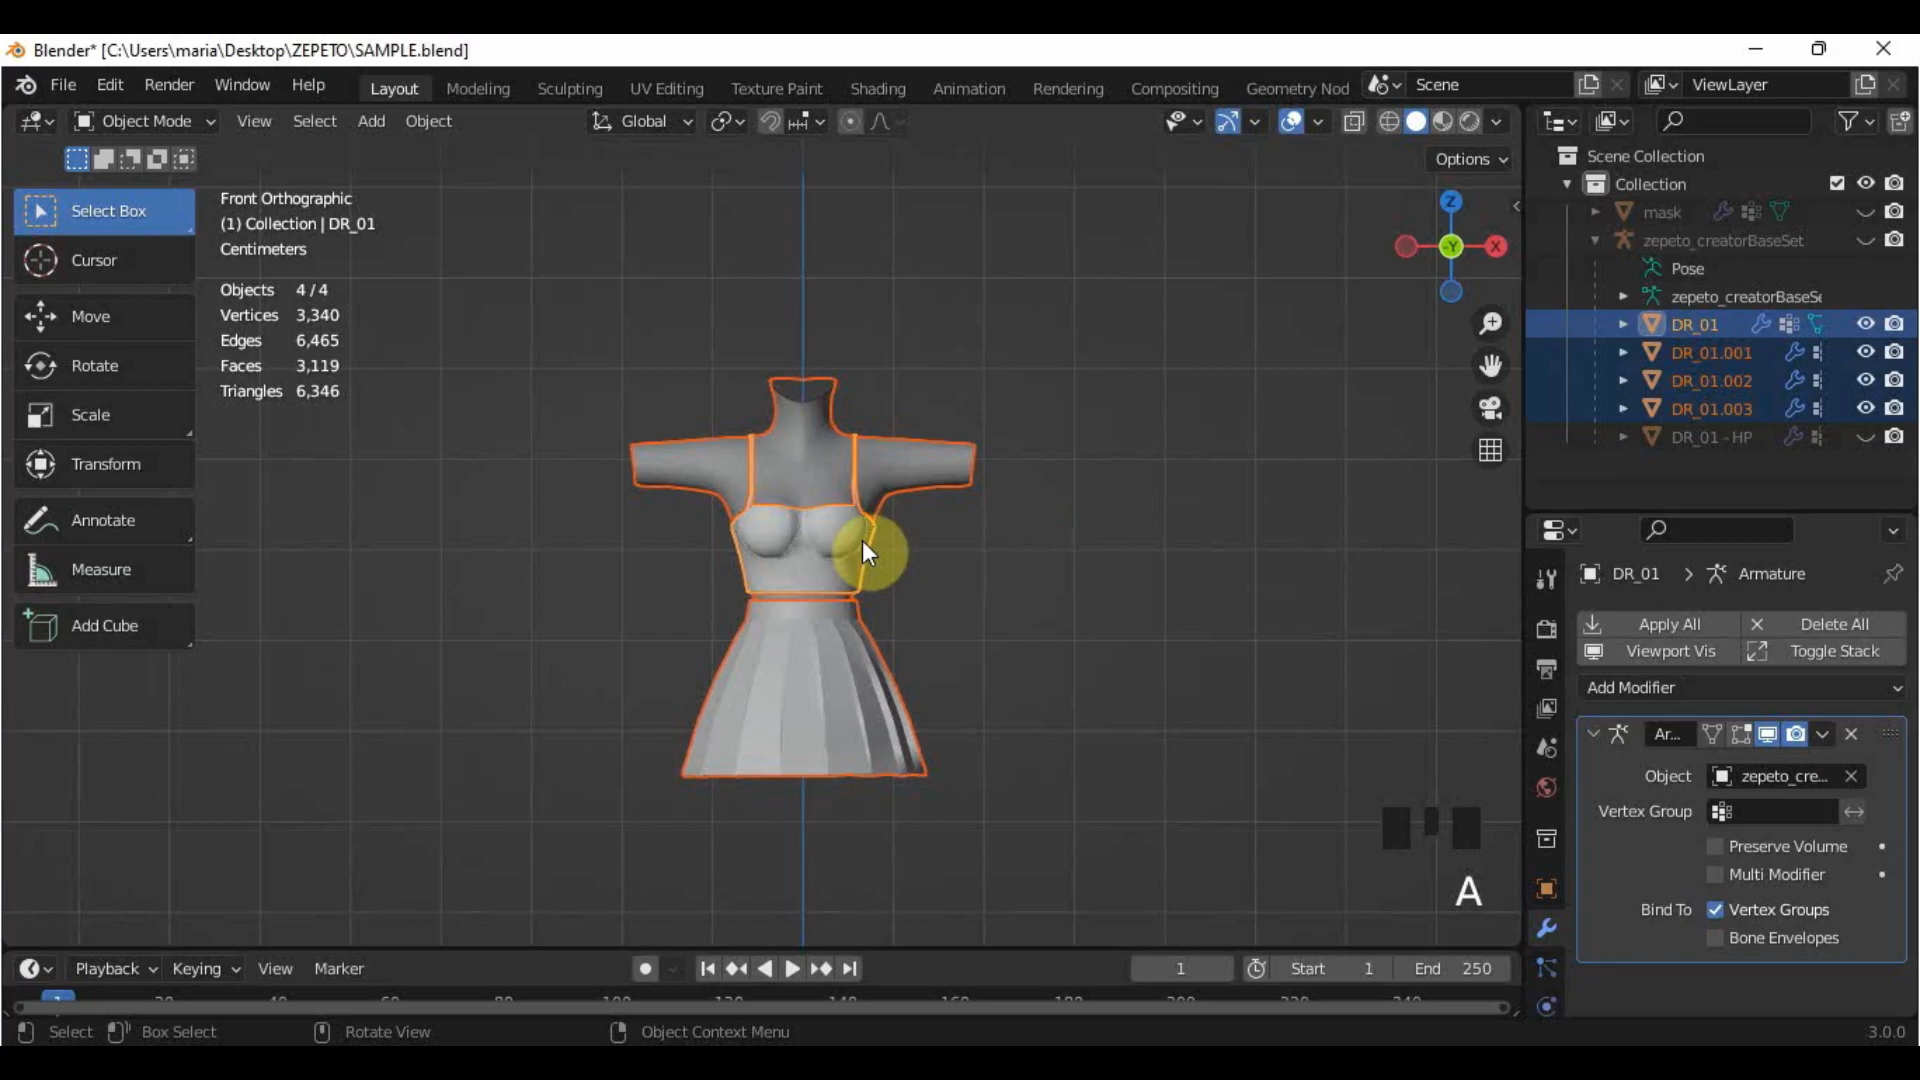 Blender* [C:\Users\maria\Desktop\ZEPETO\SAMPLE.blend]
File Edit Render Window Help Layout Modeling Sculpting UV Editing Texture Paint Shading Animation Rendering Compositing Geometry Nod Scene ViewLayer
Object Mode View Select Add Object Global
Options
Select Box
Cursor
Move
Rotate
Scale
Transform
Annotate
Measure
Add Cube
Front Orthographic
(1) Collection | DR_01
Centimeters
Objects 4/4
Vertices 3,340
Edges 6,465
Faces 3,119
Triangles 6,346
Z
-Y
X
A
Scene Collection
Collection
mask
zepeto_creatorBaseSet
Pose
zepeto_creatorBaseSe
DR_01
DR_01.001
DR_01.002
DR_01.003
DR_01 - HP
DR_01 > Armature
Apply All Delete All
Viewport Vis Toggle Stack
Add Modifier
Ar...
Object zepeto_cre...
Vertex Group
Preserve Volume
Multi Modifier
Bind To Vertex Groups
Bone Envelopes
Playback Keying View Marker 1 Start 1 End 250
1
Select Box Select Rotate View Object Context Menu 3.0.0